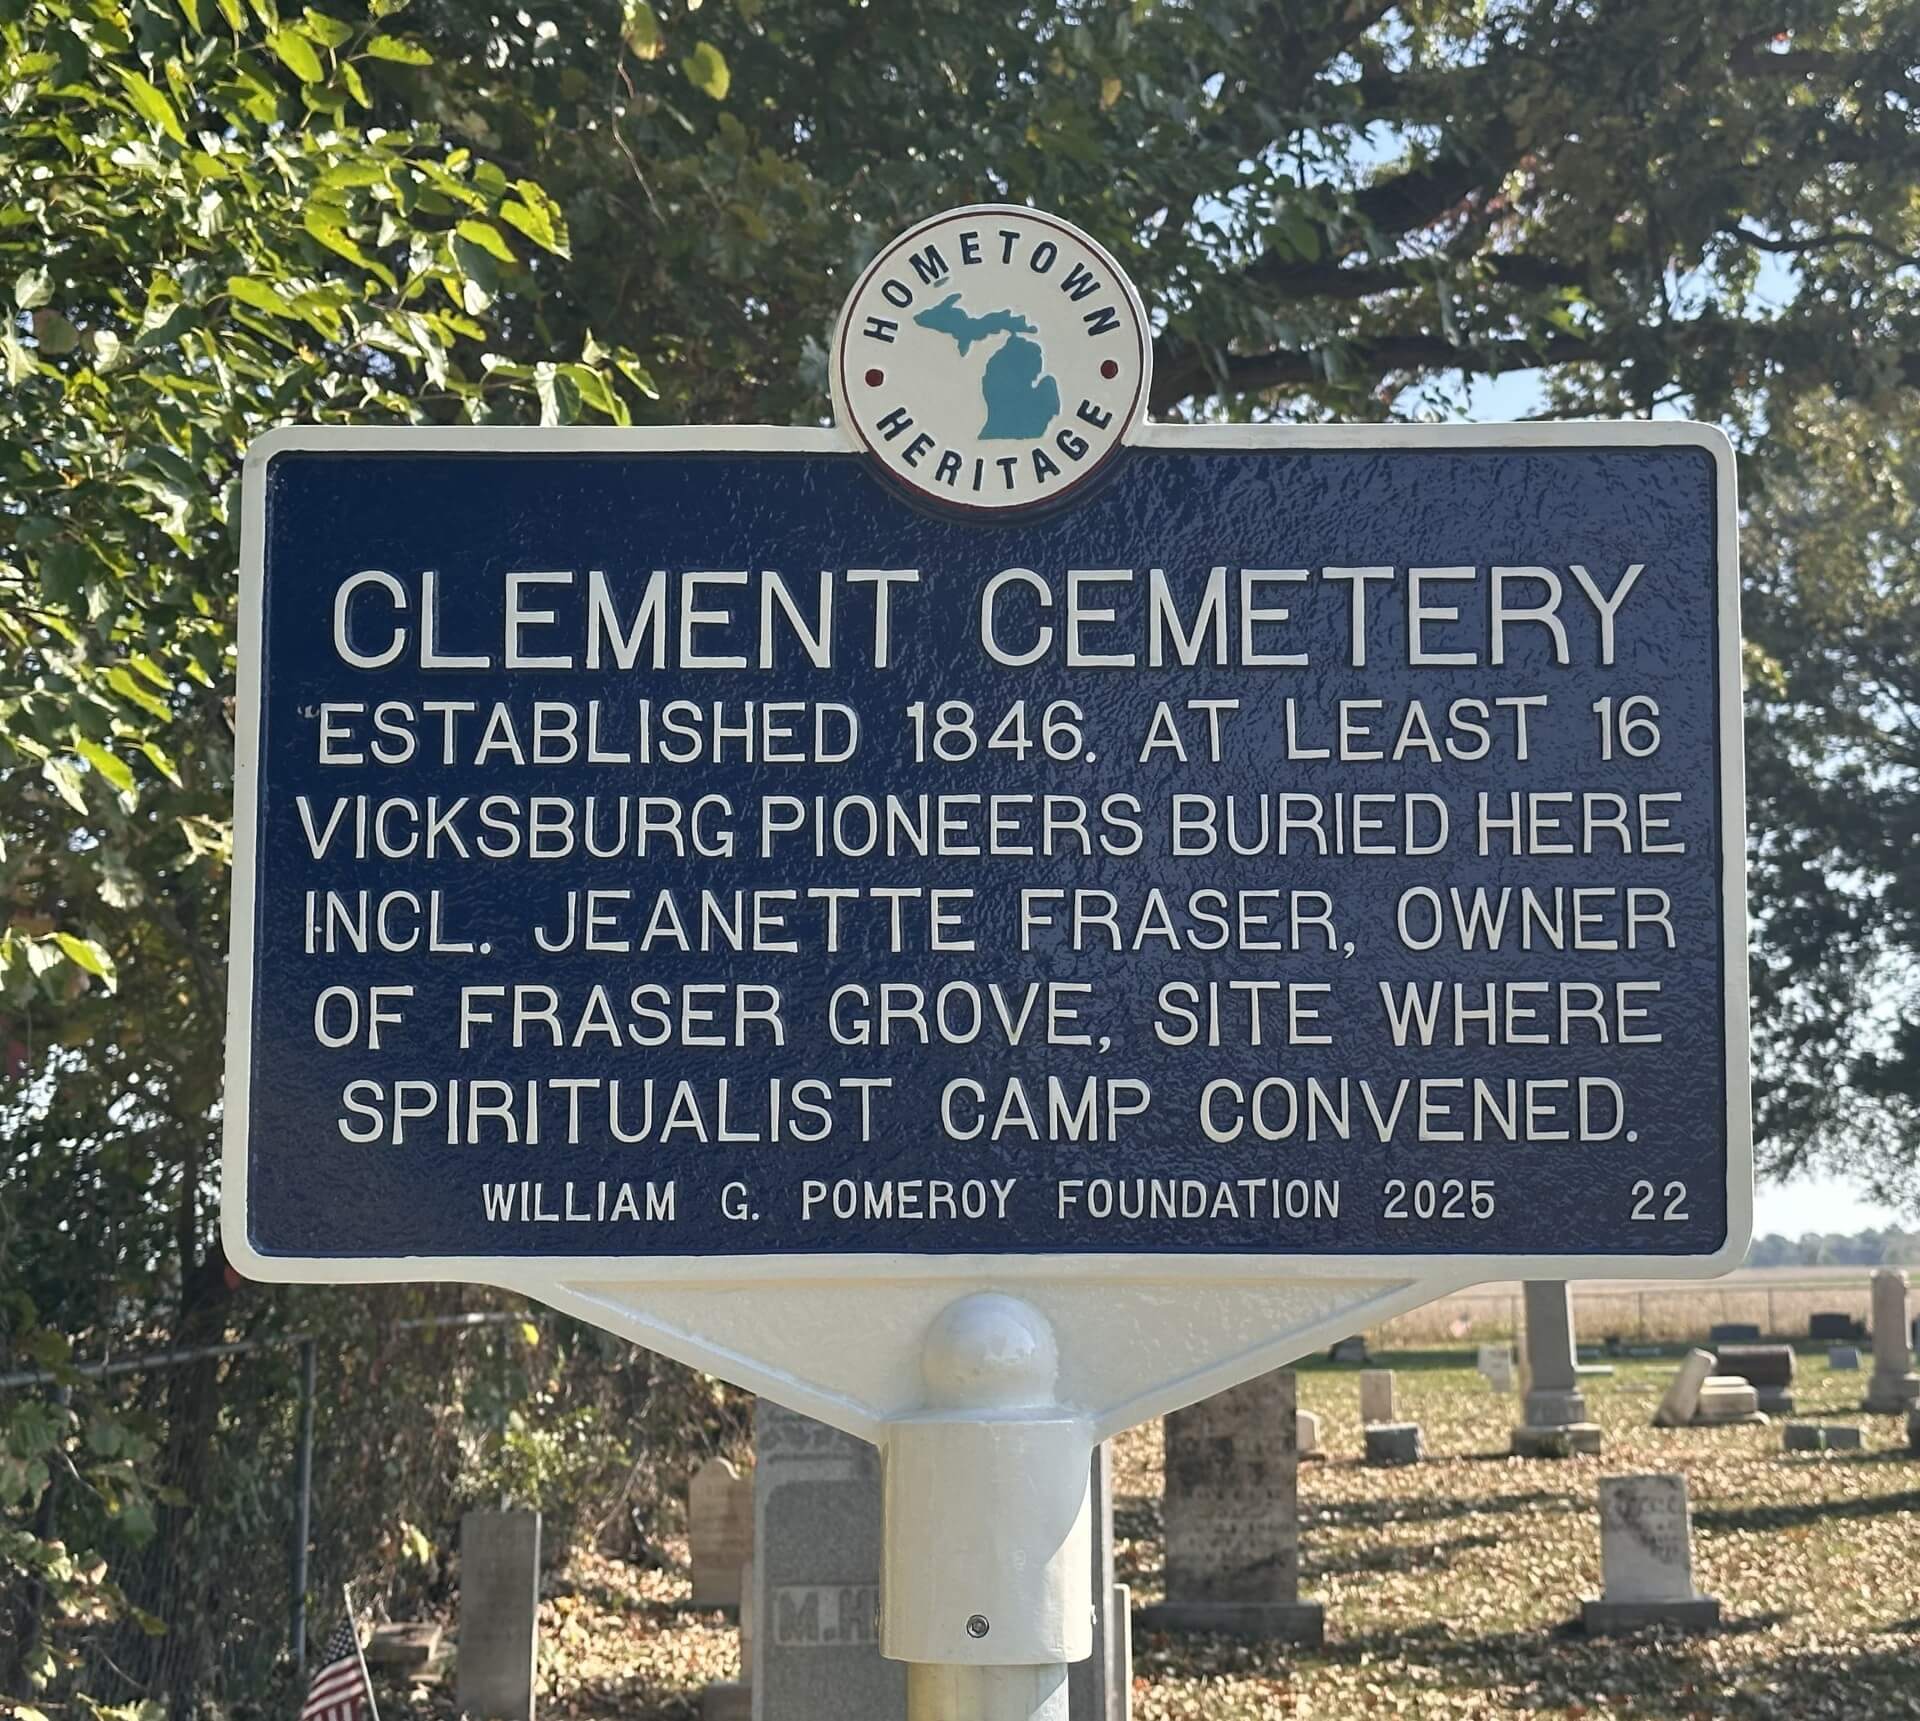 HOMETOWN
HERITAGE
CLEMENT CEMETERY
ESTABLISHED 1846. AT LEAST 16
VICKSBURG PIONEERS BURIED HERE
INCL. JEANETTE FRASER, OWNER
OF FRASER GROVE, SITE WHERE
SPIRITUALIST CAMP CONVENED.
WILLIAM G. POMEROY FOUNDATION 2025 22
M.H